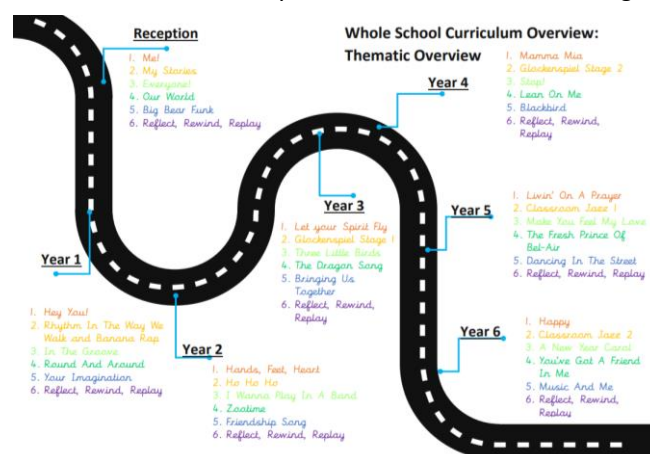 Whole School Curriculum Overview:
Thematic Overview
Reception
1. Me!
2. My Stories
3. Everyone!
4. Our World
5. Big Bear Funk
6. Reflect, Rewind, Replay
Year 1
1. Hey You!
2. Rhythm In The Way We
Walk and Banana Rap
3. In The Groove
4. Round And Around
5. Your Imagination
6. Reflect, Rewind, Replay
Year 2
1. Hands, Feel, Heart
2. Ho Ho Ho
3. I Wanna Play In A Band
4. Zootime
5. Friendship Song
6. Reflect, Rewind, Replay
Year 3
1. Let your Spirit Fly
2. Glockenspiel Stage 1
3. Three Little Birds
4. The Dragon Song
5. Bringing Us
Together
6. Reflect, Rewind,
Replay
Year 4
1. Mamma Mia
2. Glockenspiel Stage 2
3. Stop!
4. Lean On Me
5. Blackbird
6. Reflect, Rewind,
Replay
Year 5
1. Livin' On A Prayer
2. Classroom Jazz 1
3. Make You Feel My Love
4. The Fresh Prince Of
Bel-Air
5. Dancing In The Street
6. Reflect, Rewind, Replay
Year 6
1. Happy
2. Classroom Jazz 2
3. A New Year Carol
4. You've Got A Friend
In Me
5. Music And Me
6. Reflect, Rewind,
Replay